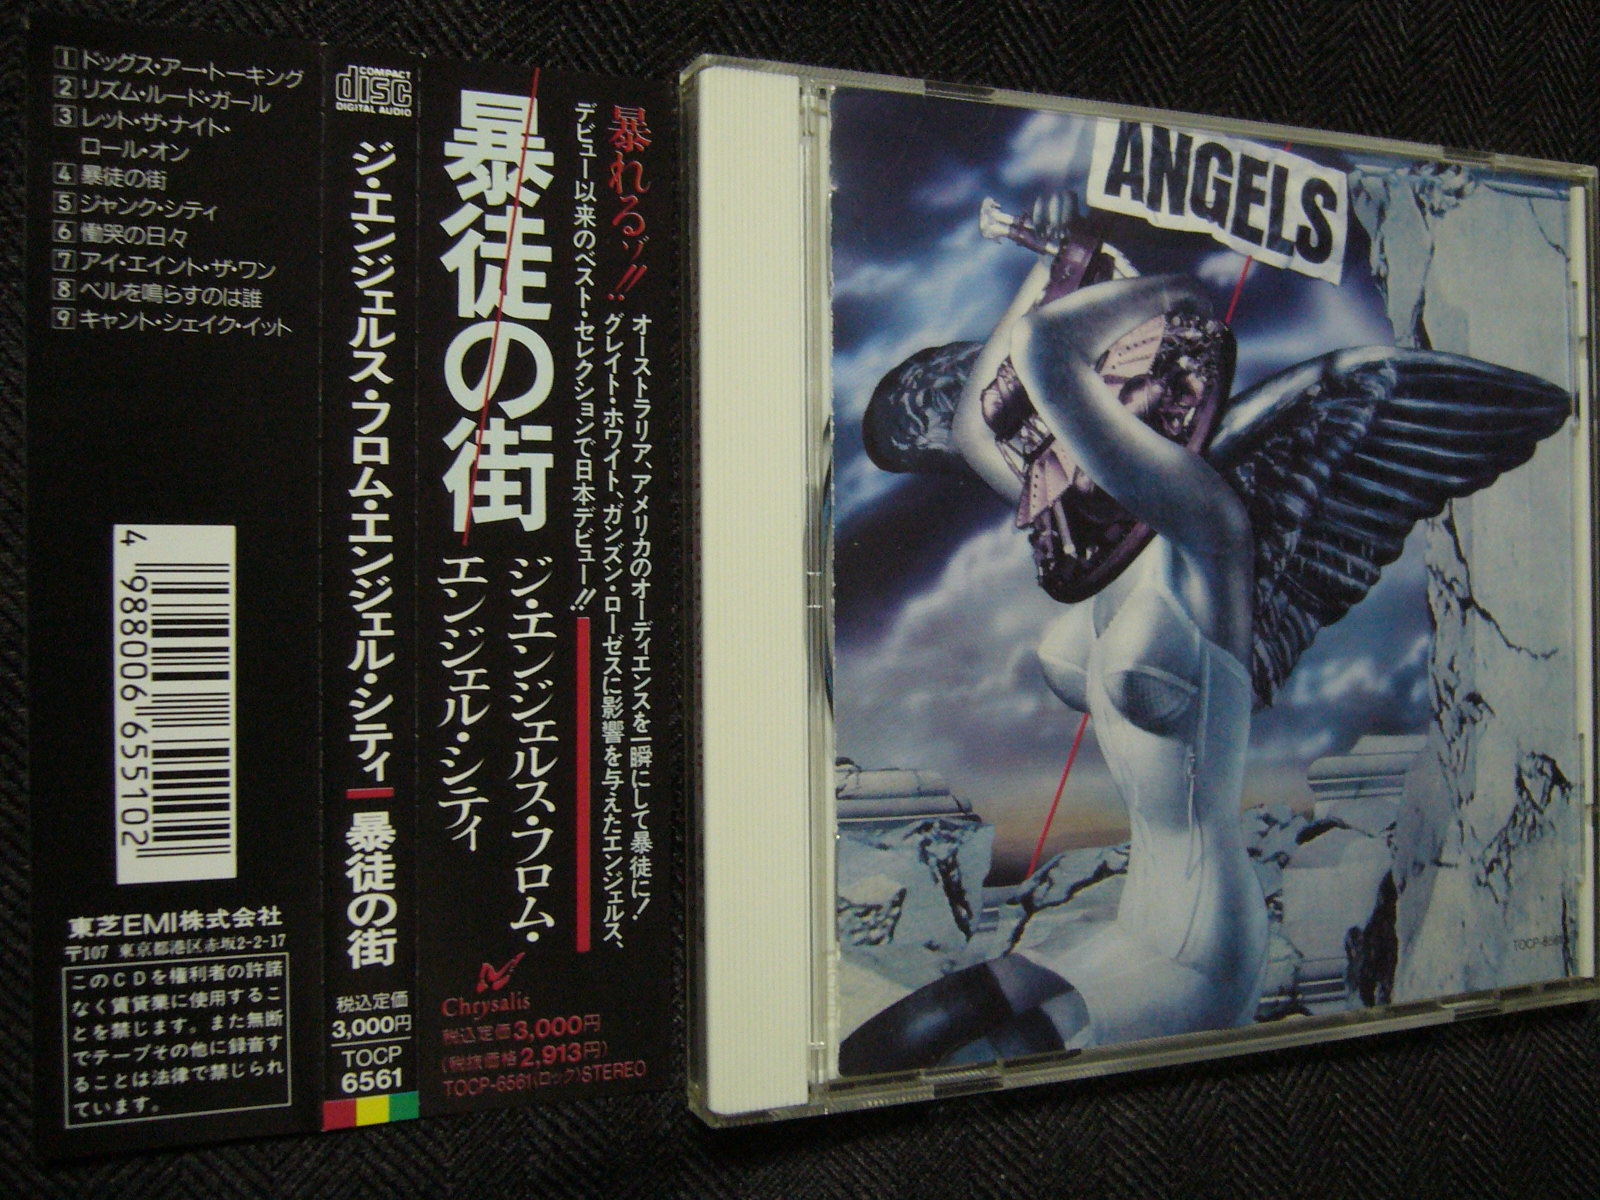 1 ドッグス・アー・トーキング
2 リズム・ルード・ガール
3 レット・ザ・ナイト・
ロール・オン
4 暴徒の街
5 ジャンク・シティ
6 慟哭の日々
7 アイ・エイント・ザ・ワン
8 ベルを鳴らすのは誰
9 キャント・シェイク・イット
4 988006 655102
東芝EMI株式会社
〒107 東京都港区赤坂2-2-17
このCDを権利者の許諾
なく賃貸業に使用するこ
とを禁じます。また無断
でテープその他に録音す
ることは法律で禁じられ
ています。
COMPACT
disc
DIGITAL AUDIO
ジ・エンジェルス・フロム・エンジェル・シティ
暴徒の街
税込定価
3,000円
TOCP
6561
暴れるゾ!!
オーストラリア、アメリカのオーディエンスを一瞬にして暴徒に!
グレイト・ホワイト、ガンズン・ローゼスに影響を与えたエンジェルス、
デビュー以来のベスト・セレクションで日本デビュー!!
暴徒の街
ジ・エンジェルス・フロム・
エンジェル・シティ
Chrysalis
税込定価3,000円
(税抜価格2,913円)
TOCP-6561(ロック)STEREO
ANGELS
TOCP-6561